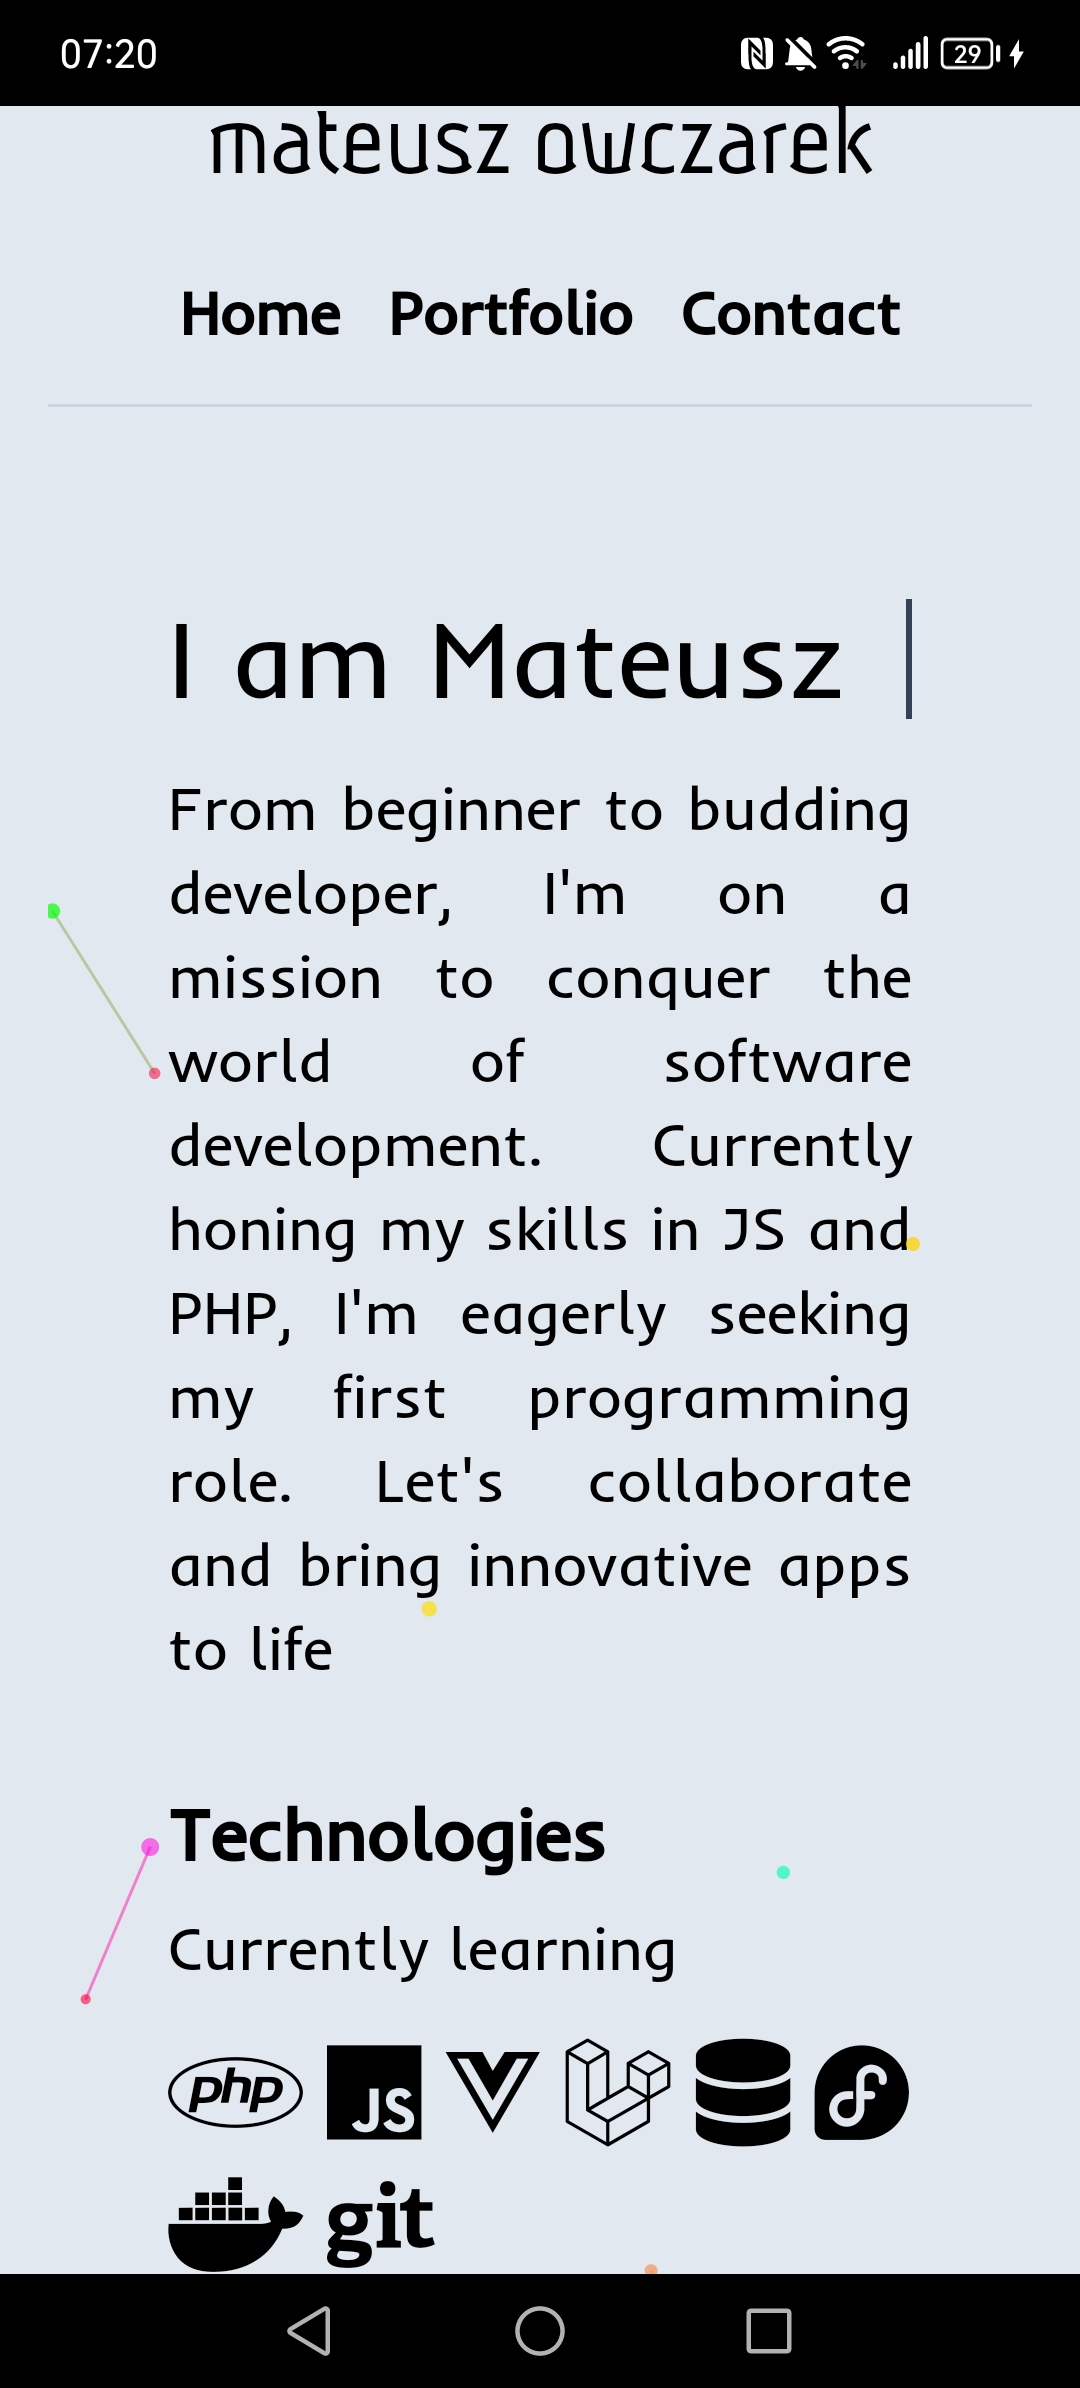 07:20
29
mateusz owczarek
Home Portfolio Contact
I am Mateusz
From beginner to budding
developer, I'm on a
mission to conquer the
world of software
development. Currently
honing my skills in JS and
PHP, I'm eagerly seeking
my first programming
role. Let's collaborate
and bring innovative apps
to life
Technologies
Currently learning
php JS
git